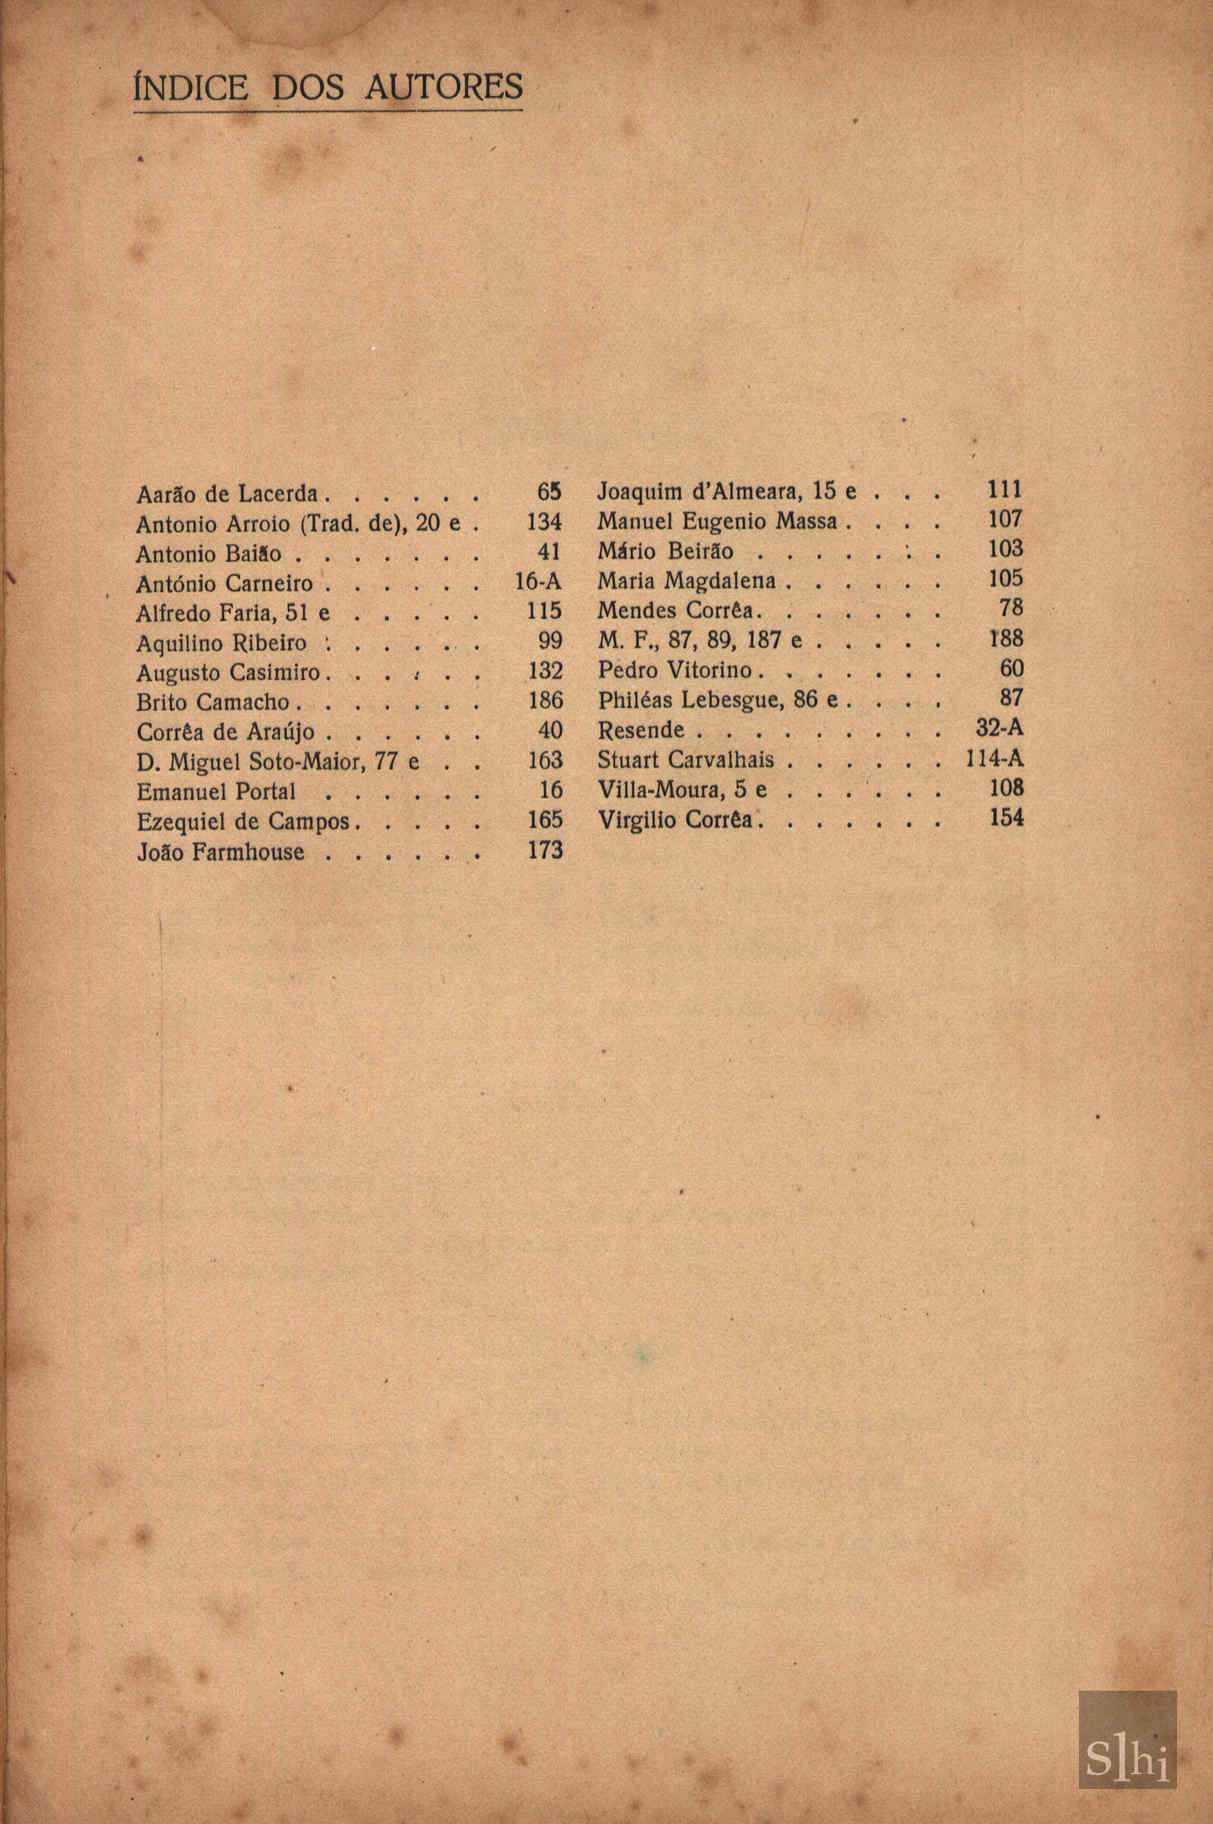 ÍNDICE DOS AUTORES
Aarão de Lacerda . . . . . . 65
Antonio Arroio (Trad. de), 20 e . 134
Antonio Baião . . . . . . . 41
António Carneiro . . . . . . 16-A
Alfredo Faria, 51 e . . . . . 115
Aquilino Ribeiro . . . . . . 99
Augusto Casimiro . . . . . . 132
Brito Camacho . . . . . . . 186
Corrêa de Araújo . . . . . . 40
D. Miguel Soto-Maior, 77 e . . 163
Emanuel Portal . . . . . . 16
Ezequiel de Campos . . . . . 165
João Farmhouse . . . . . . 173
Joaquim d'Almeara, 15 e . . . 111
Manuel Eugenio Massa . . . . 107
Mário Beirão . . . . . . . 103
Maria Magdalena . . . . . . 105
Mendes Corrêa . . . . . . . 78
M. F., 87, 89, 187 e . . . . . 188
Pedro Vitorino . . . . . . . 60
Philéas Lebesgue, 86 e . . . . 87
Resende . . . . . . . . . 32-A
Stuart Carvalhais . . . . . . 114-A
Villa-Moura, 5 e . . . . . . 108
Virgilio Corrêa . . . . . . . 154
slhi